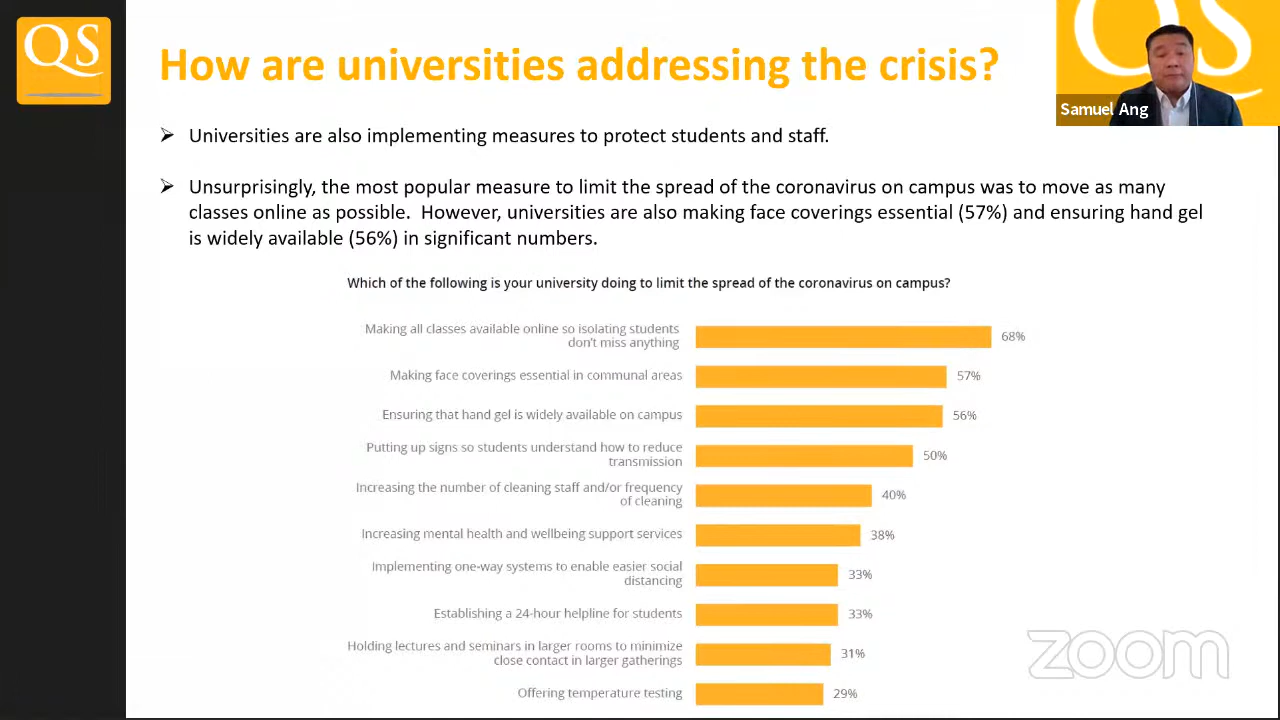 QS
How are universities addressing the crisis?
QS
Samuel Ang
Universities are also implementing measures to protect students and staff.
Unsurprisingly, the most popular measure to limit the spread of the coronavirus on campus was to move as many
classes online as possible. However, universities are also making face coverings essential (57%) and ensuring hand gel
is widely available (56%) in significant numbers.
Which of the following is your university doing to limit the spread of the coronavirus on campus?
Making all classes available online so isolating students
don't miss anything
68%
Making face coverings essential in communal areas
57%
Ensuring that hand gel is widely available on campus
56%
Putting up signs so students understand how to reduce
transmission
50%
Increasing the number of cleaning staff and/or frequency
of cleaning
40%
Increasing mental health and wellbeing support services
38%
Implementing one-way systems to enable easier social
distancing
33%
Establishing a 24-hour helpline for students
33%
Holding lectures and seminars in larger rooms to minimize
close contact in larger gatherings
31%
Offering temperature testing
29%
zoom